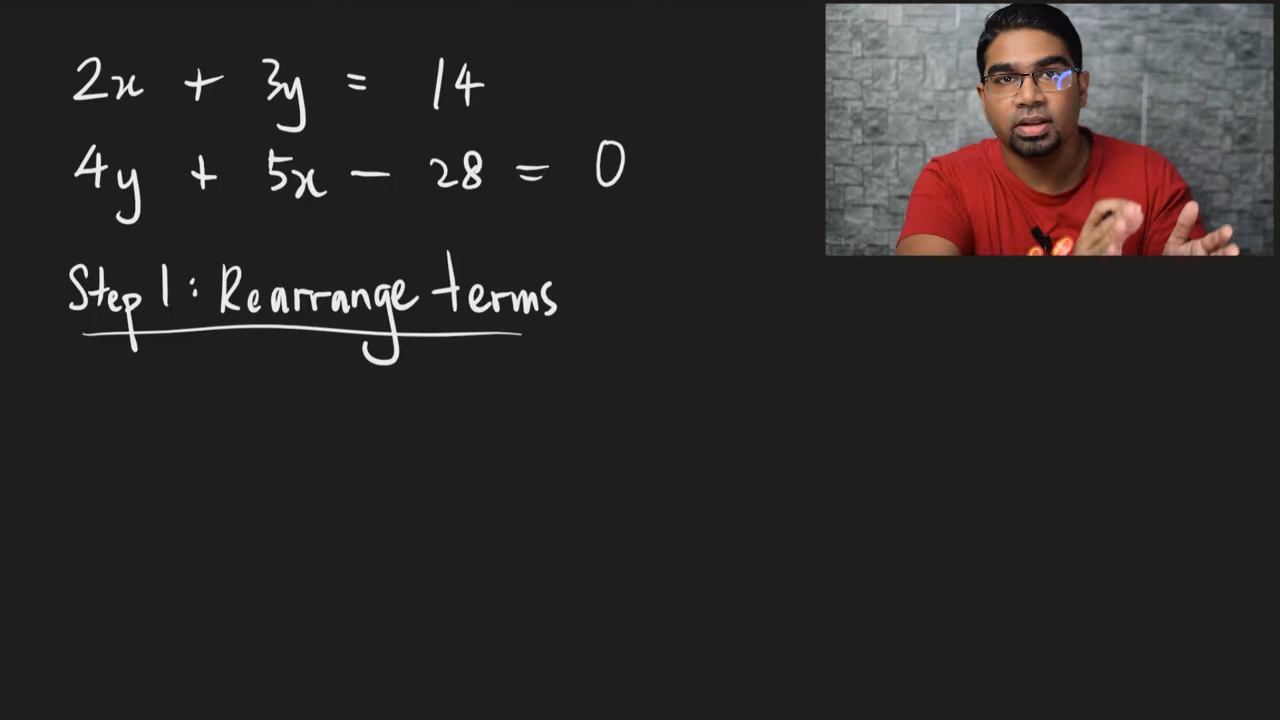 2x + 3y = 14
4y + 5x - 28 = 0
Step 1: Rearrange terms